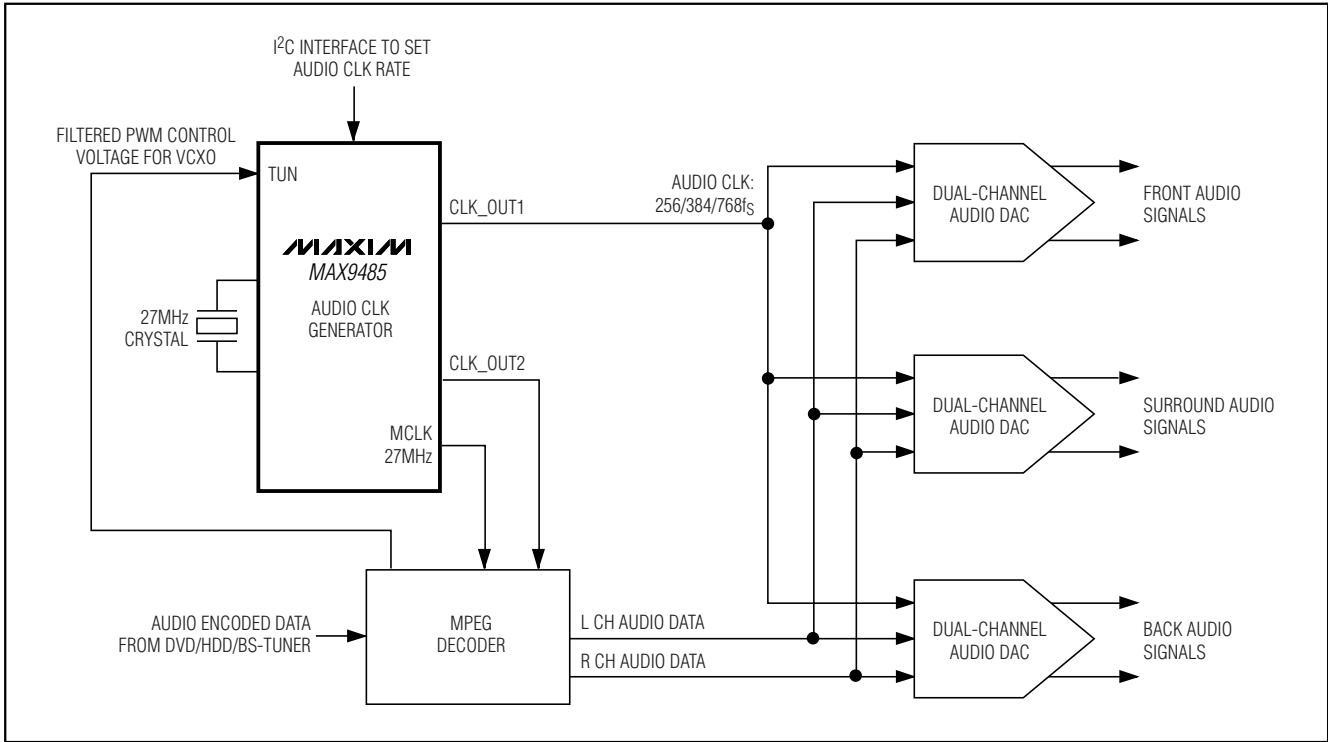 I2C INTERFACE TO SET
AUDIO CLK RATE
FILTERED PWM CONTROL
VOLTAGE FOR VCXO
TUN
CLK_OUT1
AUDIO CLK:
256/384/768fS
MAXIM
MAX9485
AUDIO CLK
GENERATOR
27MHz
CRYSTAL
CLK_OUT2
MCLK
27MHz
DUAL-CHANNEL
AUDIO DAC
FRONT AUDIO
SIGNALS
DUAL-CHANNEL
AUDIO DAC
SURROUND AUDIO
SIGNALS
AUDIO ENCODED DATA
FROM DVD/HDD/BS-TUNER
MPEG
DECODER
L CH AUDIO DATA
R CH AUDIO DATA
DUAL-CHANNEL
AUDIO DAC
BACK AUDIO
SIGNALS